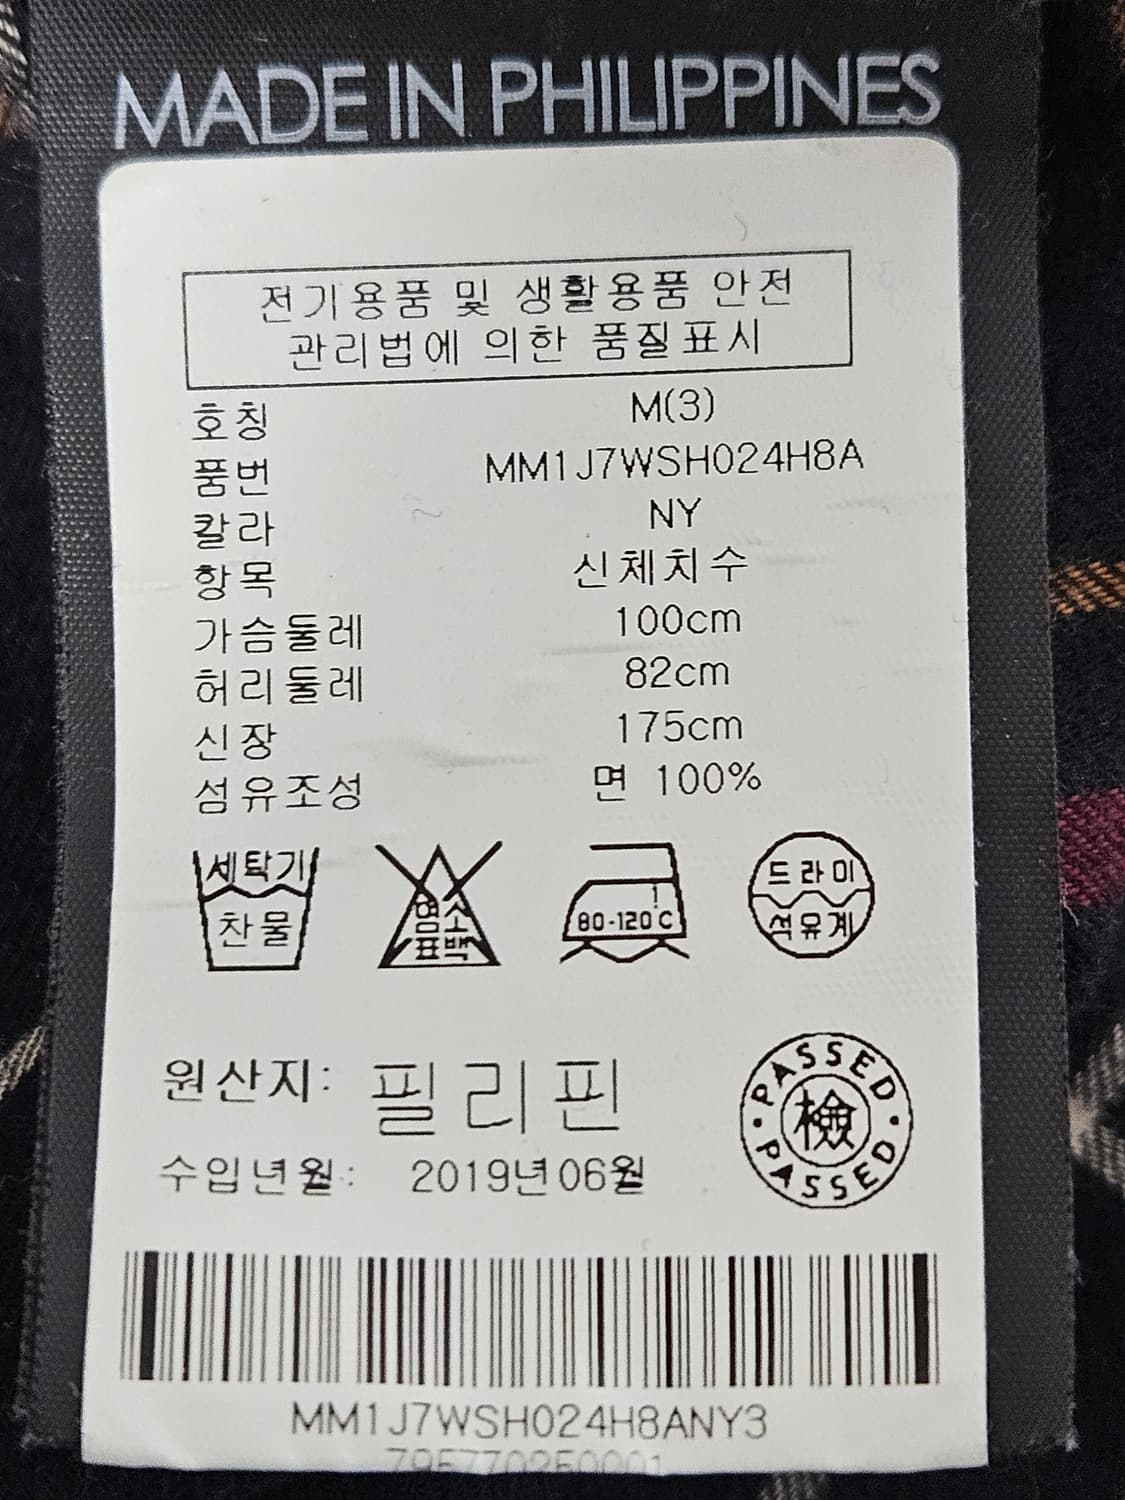 MADE IN PHILIPPINES
전기용품 및 생활용품 안전
관리법에 의한 품질표시
호칭 M(3)
품번 MM1J7WSH024H8A
칼라 NY
항목 신체치수
가슴둘레 100cm
허리둘레 82cm
신장 175cm
섬유조성 면 100%
세탁기
찬물
염소
표백
80-120°C
드라이
석유계
원산지: 필리핀
수입년월: 2019년06월
PASSED
檢
PASSED
MM1J7WSH024H8ANY3